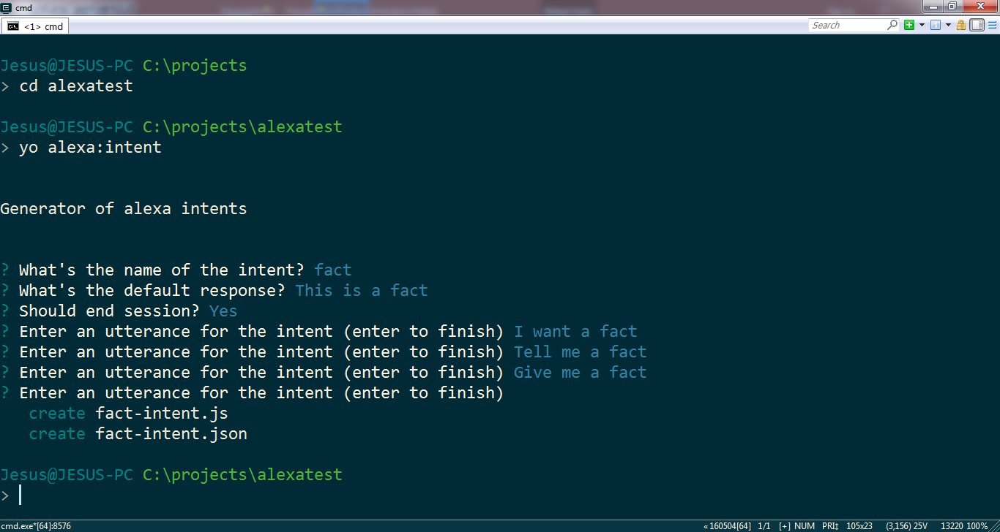 cmd
<1> cmd
Search
Jesus@JESUS-PC C:\projects
> cd alexatest
Jesus@JESUS-PC C:\projects\alexatest
> yo alexa:intent
Generator of alexa intents
? What's the name of the intent? fact
? What's the default response? This is a fact
? Should end session? Yes
? Enter an utterance for the intent (enter to finish) I want a fact
? Enter an utterance for the intent (enter to finish) Tell me a fact
? Enter an utterance for the intent (enter to finish) Give me a fact
? Enter an utterance for the intent (enter to finish)
create fact-intent.js
create fact-intent.json
Jesus@JESUS-PC C:\projects\alexatest
>
cmd.exe*[64]:8576 «160504[64] 1/1 [+] NUM PRI↕ 105x23 (3,156) 25V 13220 100%